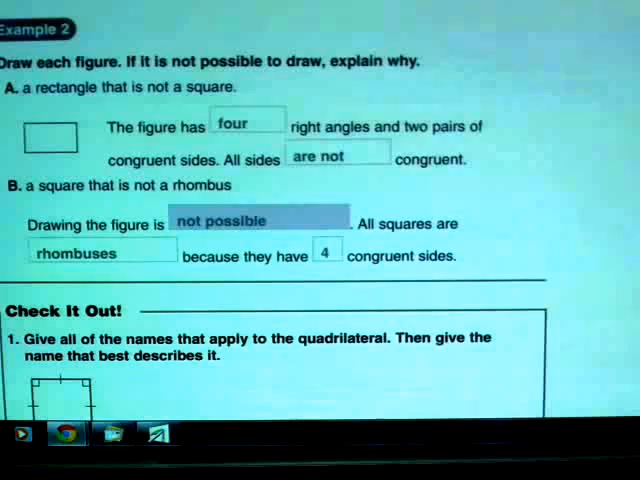 Example 2
Draw each figure. If it is not possible to draw, explain why.
A. a rectangle that is not a square.
The figure has four right angles and two pairs of
congruent sides. All sides are not congruent.
B. a square that is not a rhombus
Drawing the figure is not possible . All squares are
rhombuses because they have 4 congruent sides.
Check It Out!
1. Give all of the names that apply to the quadrilateral. Then give the
name that best describes it.